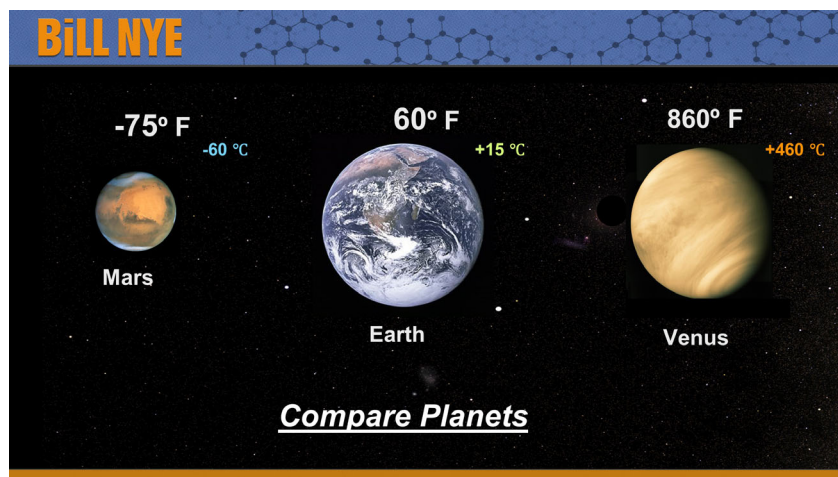 BiLL NYE
-75º F
-60 ℃
60º F
+15 ℃
860º F
+460 ℃
Mars
Earth
Venus
Compare Planets